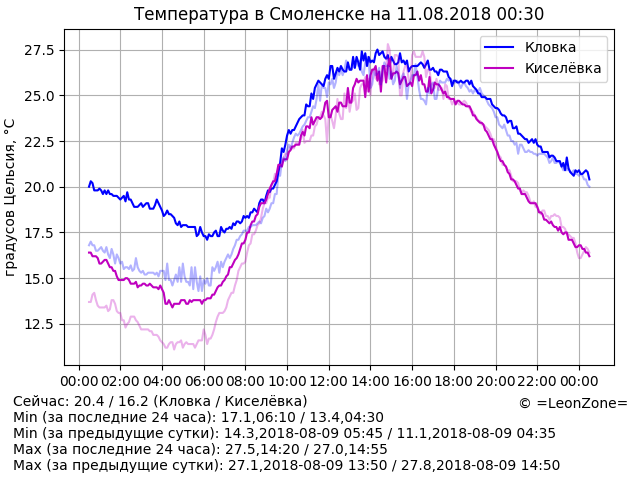 Температура в Смоленске на 11.08.2018 00:30
Кловка
Киселёвка
градусов Цельсия, °C
27.5
25.0
22.5
20.0
17.5
15.0
12.5
00:00 02:00 04:00 06:00 08:00 10:00 12:00 14:00 16:00 18:00 20:00 22:00 00:00
Сейчас: 20.4 / 16.2 (Кловка / Киселёвка)
© =LeonZone=
Min (за последние 24 часа): 17.1,06:10 / 13.4,04:30
Min (за предыдущие сутки): 14.3,2018-08-09 05:45 / 11.1,2018-08-09 04:35
Max (за последние 24 часа): 27.5,14:20 / 27.0,14:55
Max (за предыдущие сутки): 27.1,2018-08-09 13:50 / 27.8,2018-08-09 14:50